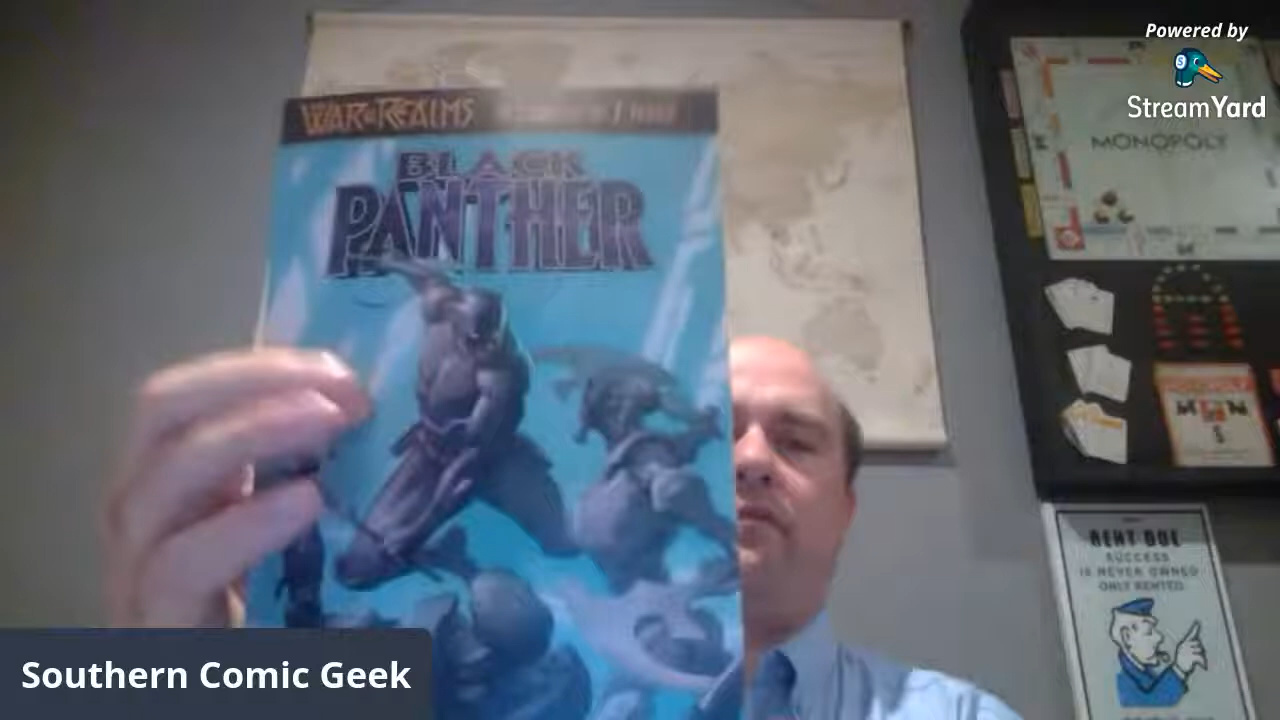 Powered by
StreamYard
WAR OF REALMS
BLACK
PANTHER
MONOPOLY
RENT DUE
SUCCESS
IS NEVER OWNED
ONLY RENTED
Southern Comic Geek